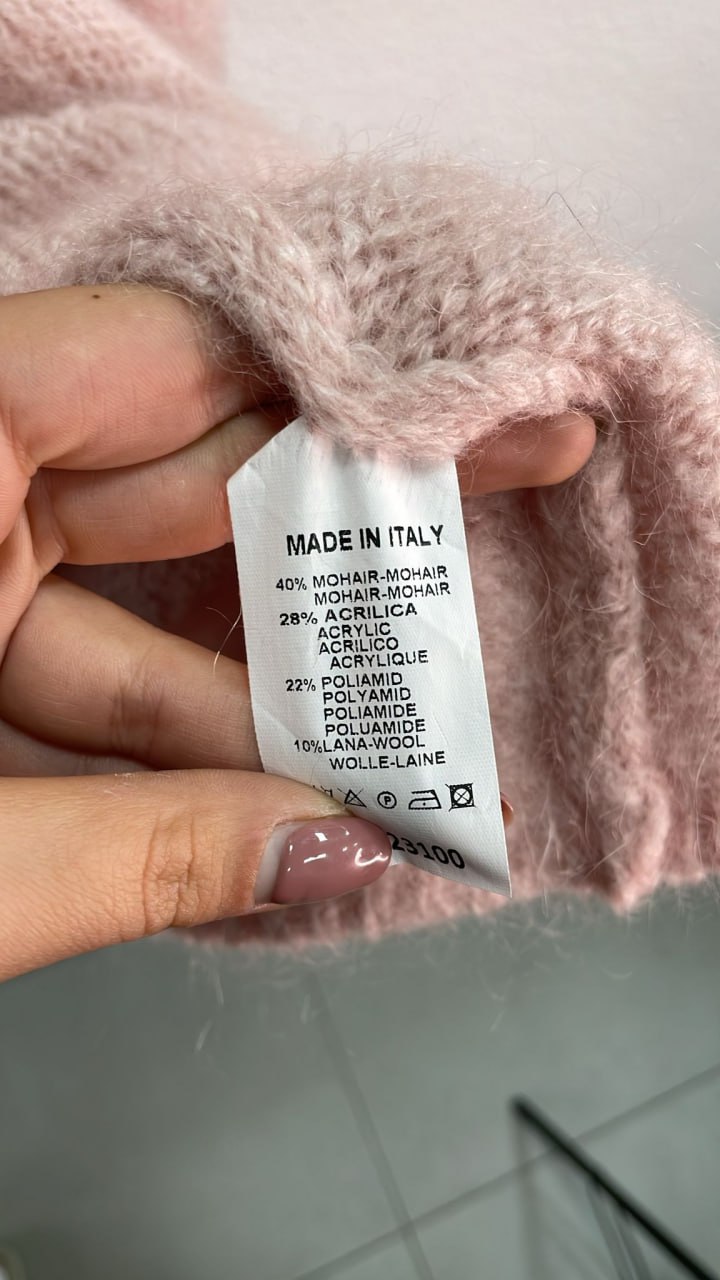 MADE IN ITALY
40% MOHAIR-MOHAIR
MOHAIR-MOHAIR
28% ACRILICA
ACRYLIC
ACRILICO
ACRYLIQUE
22% POLIAMID
POLYAMID
POLIAMIDE
POLUAMIDE
10%LANA-WOOL
WOLLE-LAINE
P
23100